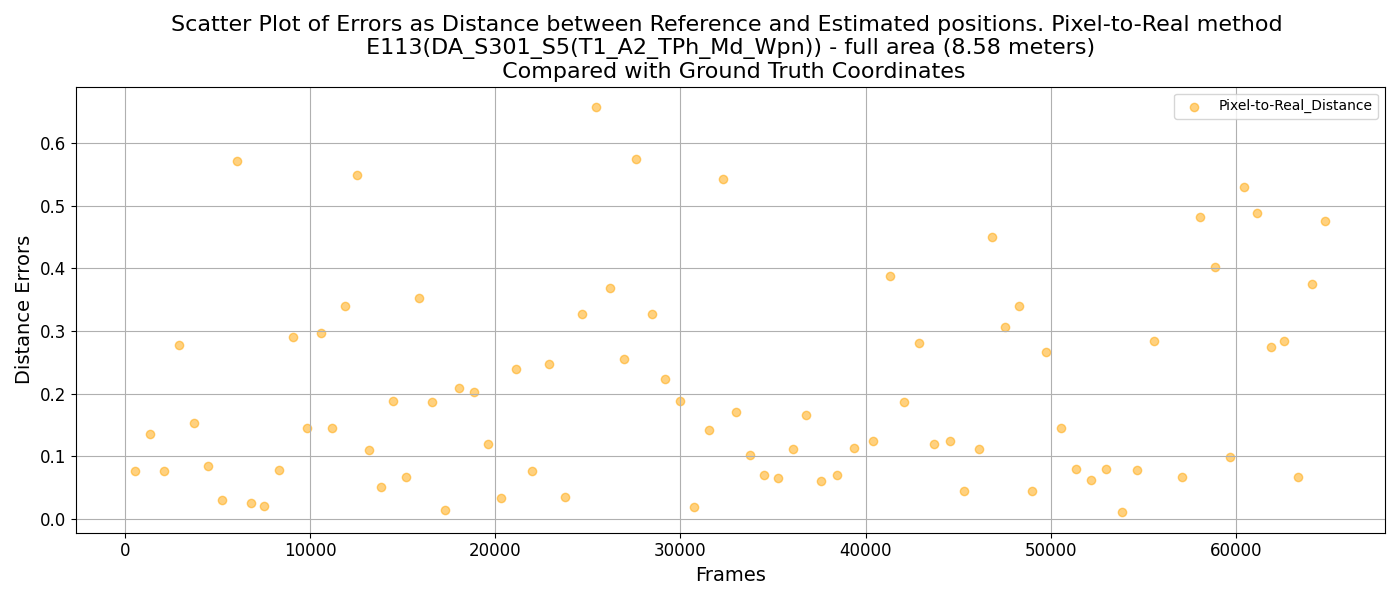 Scatter Plot of Errors as Distance between Reference and Estimated positions. Pixel-to-Real method
E113(DA_S301_S5(T1_A2_TPh_Md_Wpn)) - full area (8.58 meters)
Compared with Ground Truth Coordinates
Pixel-to-Real_Distance
Distance Errors
0.6
0.5
0.4
0.3
0.2
0.1
0.0
0 10000 20000 30000 40000 50000 60000
Frames